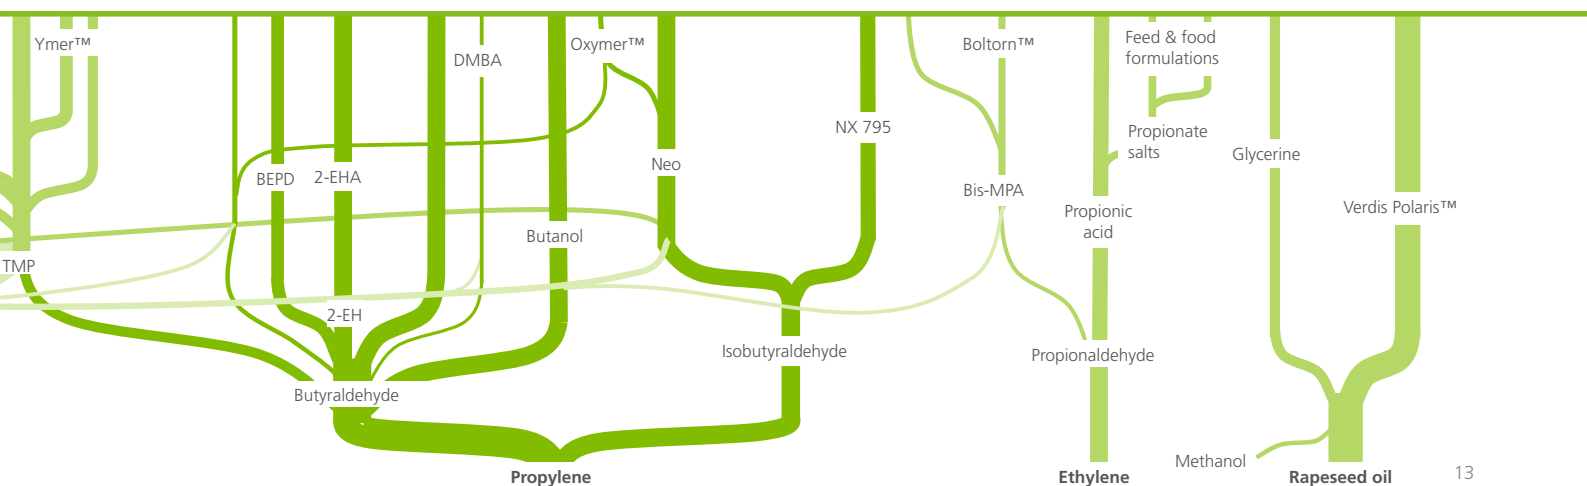 Ymer™
Oxymer™
Boltorn™
Feed & food
formulations
DMBA
NX 795
Propionate
salts
Glycerine
Neo
BEPD
2-EHA
Bis-MPA
Propionic
acid
Verdis Polaris™
Butanol
TMP
2-EH
Isobutyraldehyde
Propionaldehyde
Butyraldehyde
Methanol
Propylene
Ethylene
Rapeseed oil
13